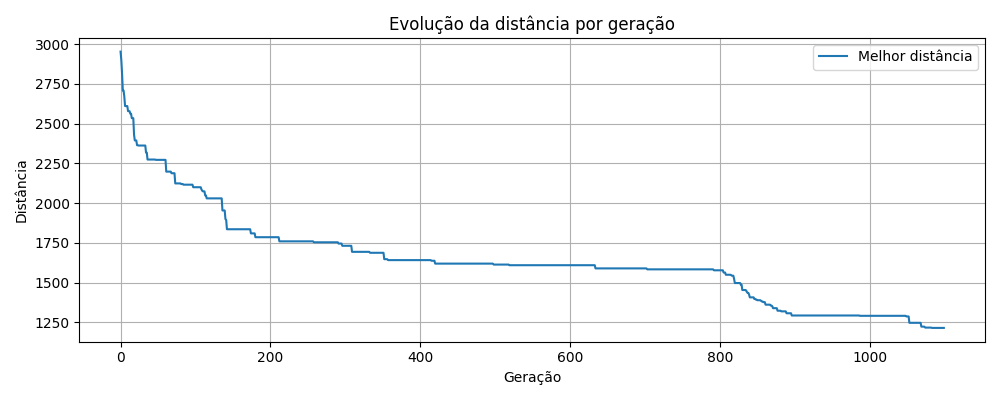 Evolução da distância por geração
Melhor distância
Distância
3000
2750
2500
2250
2000
1750
1500
1250
0 200 400 600 800 1000
Geração